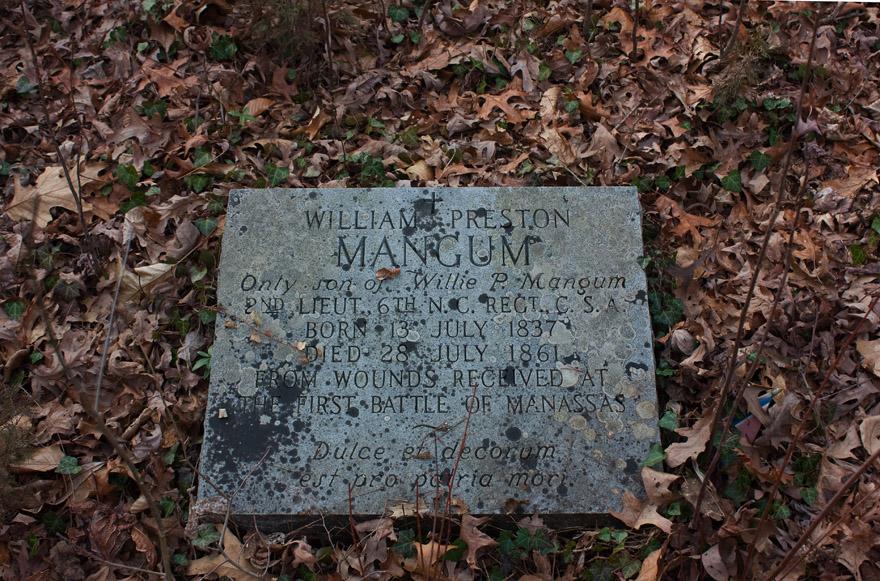 WILLIAM PRESTON
MANGUM
Only son of Willie P. Mangum
2ND LIEUT. 6TH N. C. REGT., C. S. A.
BORN 13 JULY 1837
DIED 28 JULY 1861
FROM WOUNDS RECEIVED AT
THE FIRST BATTLE OF MANASSAS
Dulce et decorum
est pro patria mori